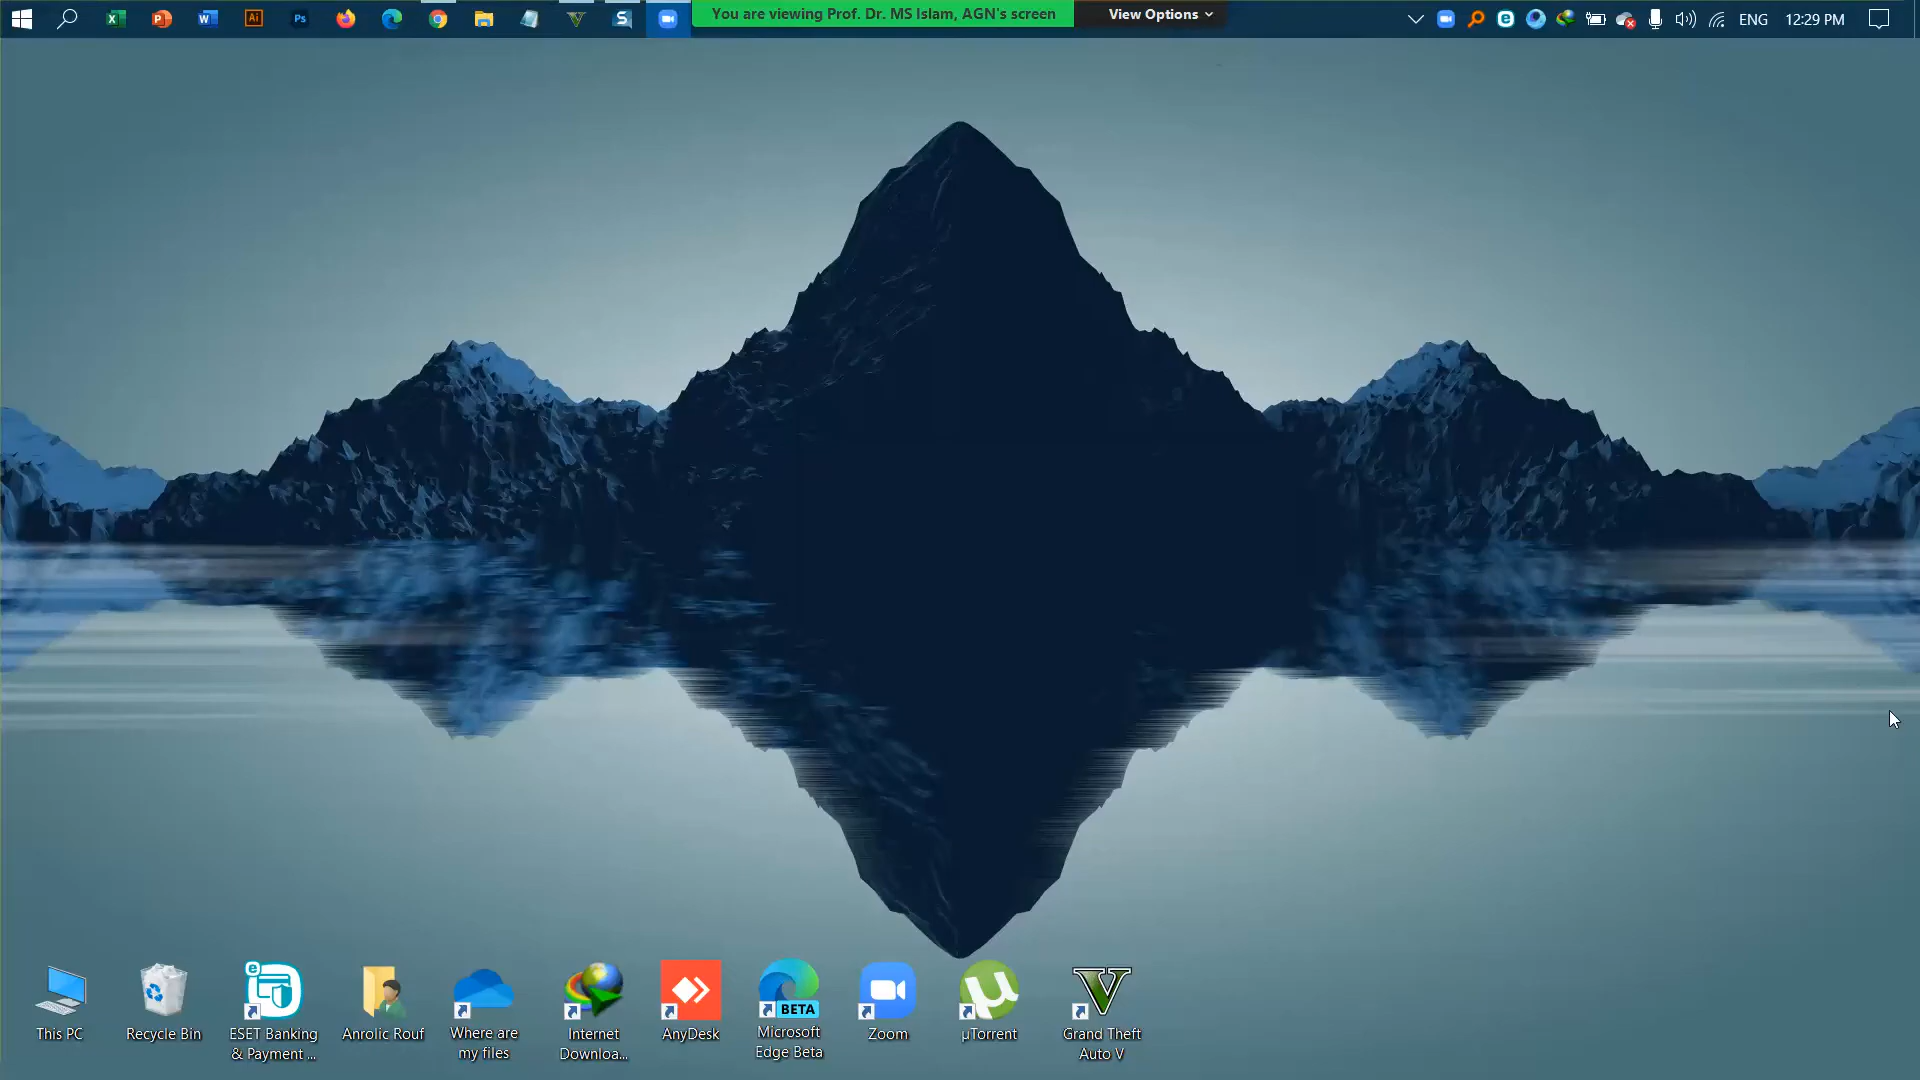 You are viewing Prof. Dr. MS Islam, AGN's screen
View Options
ENG
12:29 PM
This PC
Recycle Bin
ESET Banking
& Payment ...
Anrolic Rouf
Where are
my files
Internet
Downloa...
AnyDesk
BETA
Microsoft
Edge Beta
Zoom
µTorrent
Grand Theft
Auto V